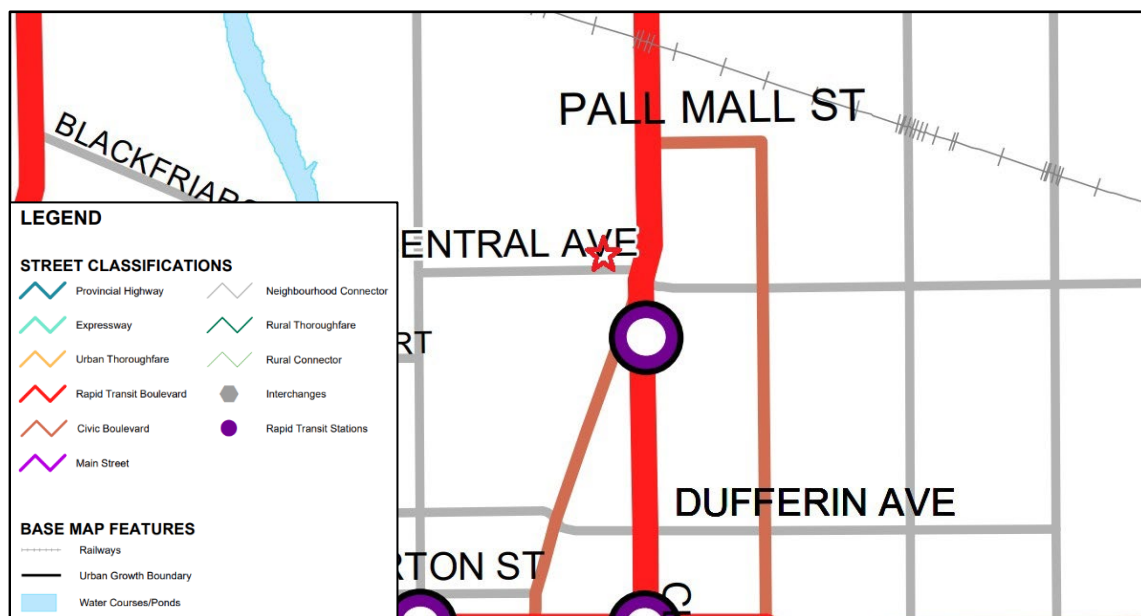 PALL MALL ST
BLACKFRIARS
ENTRAL AVE
RT
DUFFERIN AVE
RTON ST
LEGEND
STREET CLASSIFICATIONS
Provincial Highway
Neighbourhood Connector
Expressway
Rural Thoroughfare
Urban Thoroughfare
Rural Connector
Rapid Transit Boulevard
Interchanges
Civic Boulevard
Rapid Transit Stations
Main Street
BASE MAP FEATURES
Railways
Urban Growth Boundary
Water Courses/Ponds